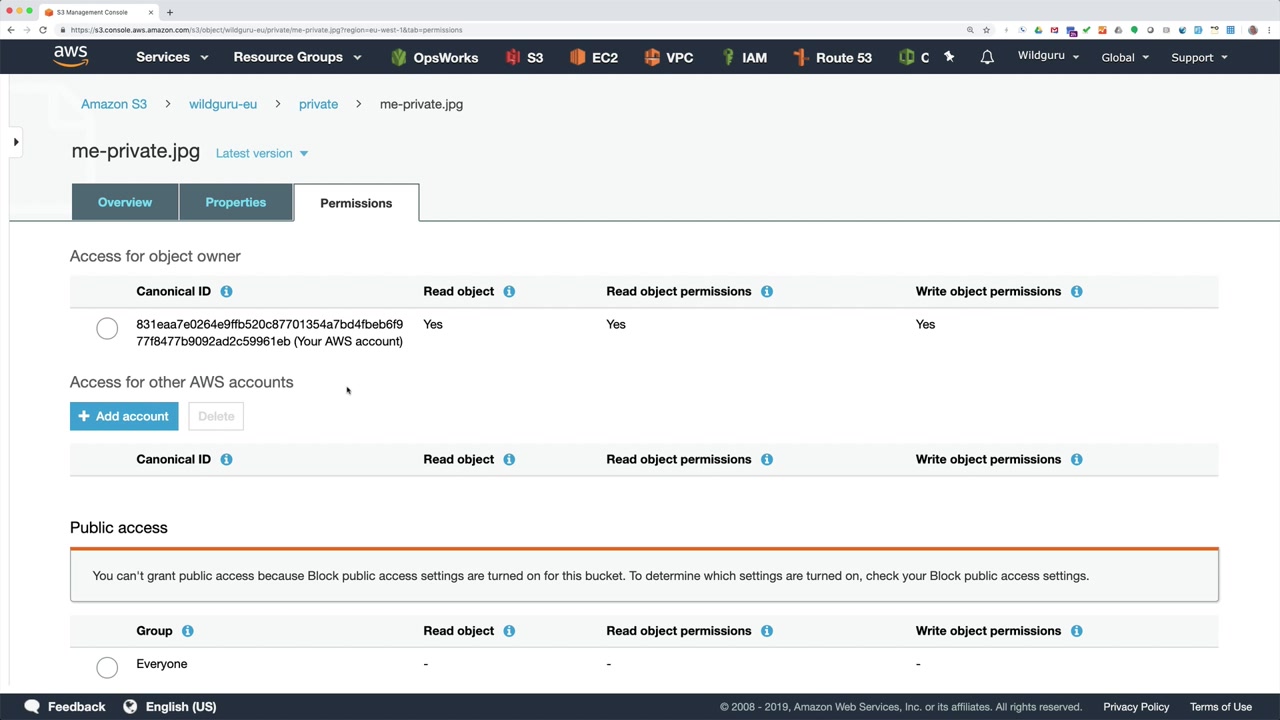 S3 Management Console
https://s3.console.aws.amazon.com/s3/object/wildguru-eu/private/me-private.jpg?region=eu-west-1&tab=permissions
aws Services Resource Groups OpsWorks S3 EC2 VPC IAM Route 53 C Wildguru Global Support
Amazon S3 > wildguru-eu > private > me-private.jpg
me-private.jpg Latest version
Overview Properties Permissions
Access for object owner
Canonical ID Read object Read object permissions Write object permissions
831eaa7e0264e9ffb520c87701354a7bd4fbeb6f9 Yes Yes Yes
77f8477b9092ad2c59961eb (Your AWS account)
Access for other AWS accounts
+ Add account Delete
Canonical ID Read object Read object permissions Write object permissions
Public access
You can't grant public access because Block public access settings are turned on for this bucket. To determine which settings are turned on, check your Block public access settings.
Group Read object Read object permissions Write object permissions
Everyone - - -
Feedback English (US) © 2008 - 2019, Amazon Web Services, Inc. or its affiliates. All rights reserved. Privacy Policy Terms of Use